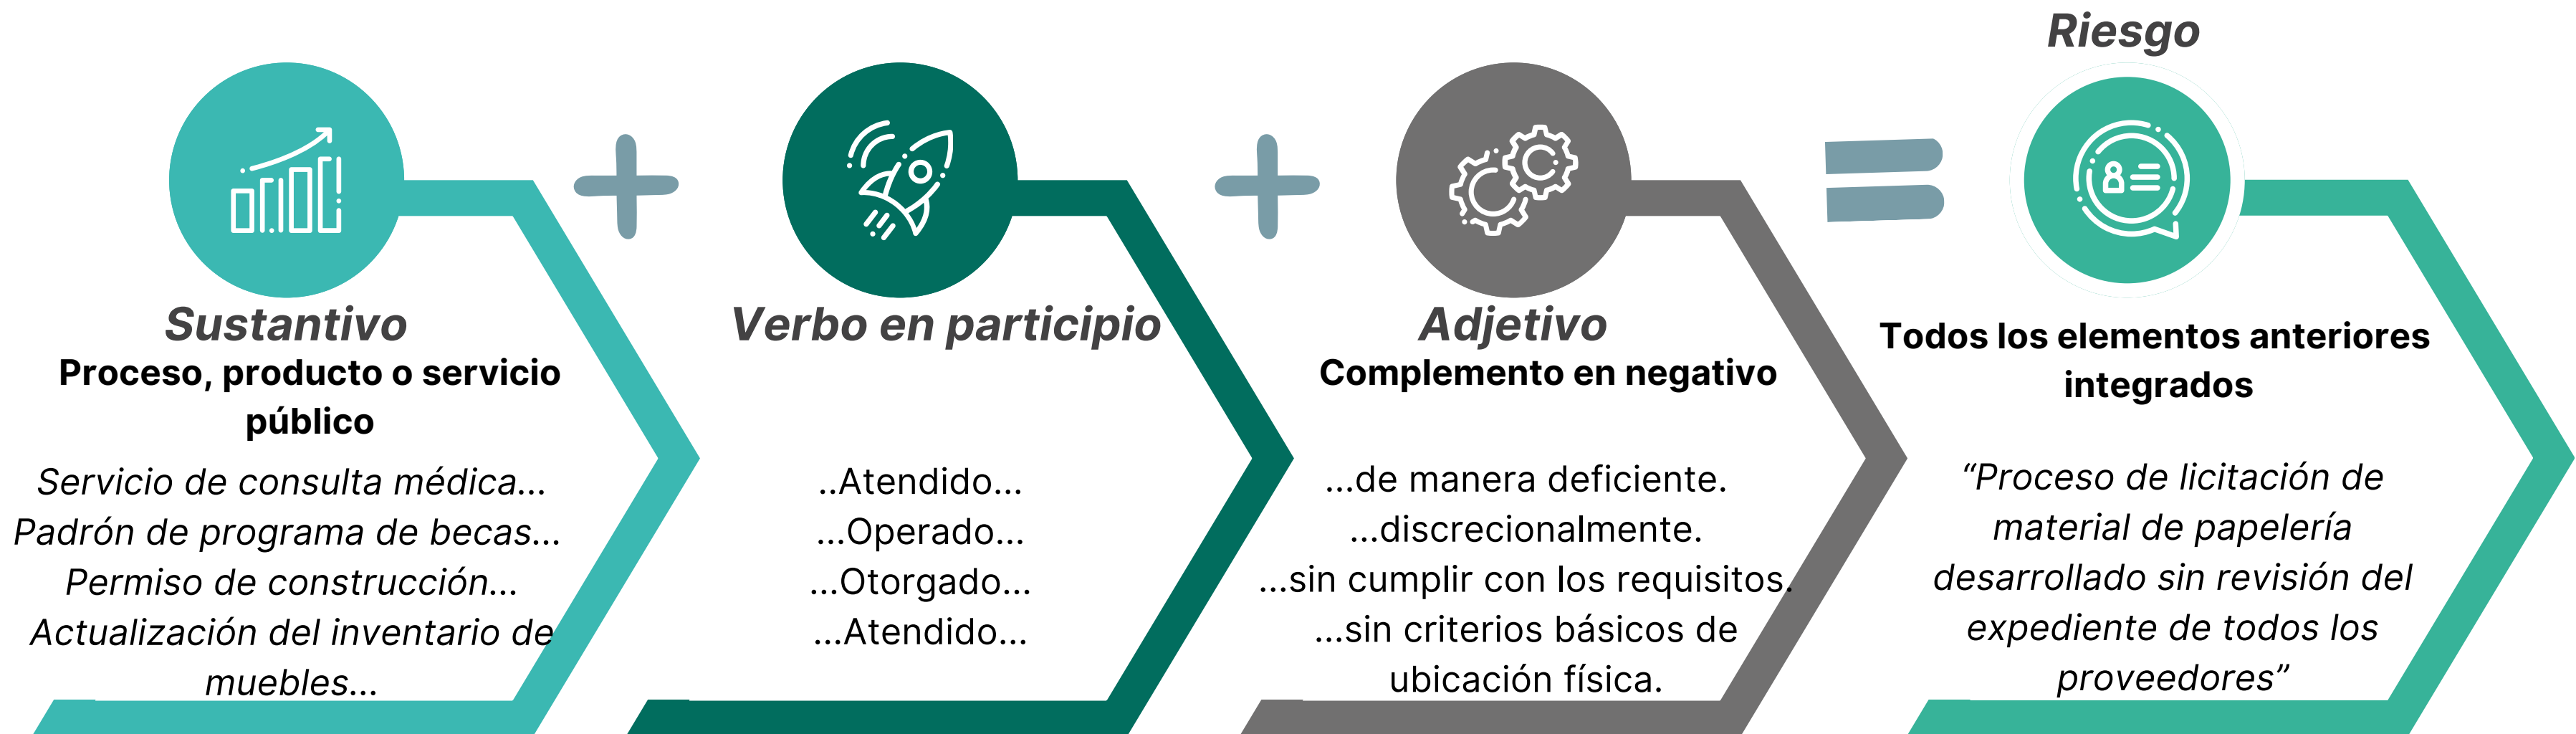 Sustantivo
Proceso, producto o servicio
público
Servicio de consulta médica...
Padrón de programa de becas...
Permiso de construcción...
Actualización del inventario de
muebles...
Verbo en participio
..Atendido...
...Operado...
...Otorgado...
...Atendido...
Adjetivo
Complemento en negativo
...de manera deficiente.
...discrecionalmente.
...sin cumplir con los requisitos.
...sin criterios básicos de
ubicación física.
Riesgo
Todos los elementos anteriores
integrados
“Proceso de licitación de
material de papelería
desarrollado sin revisión del
expediente de todos los
proveedores”